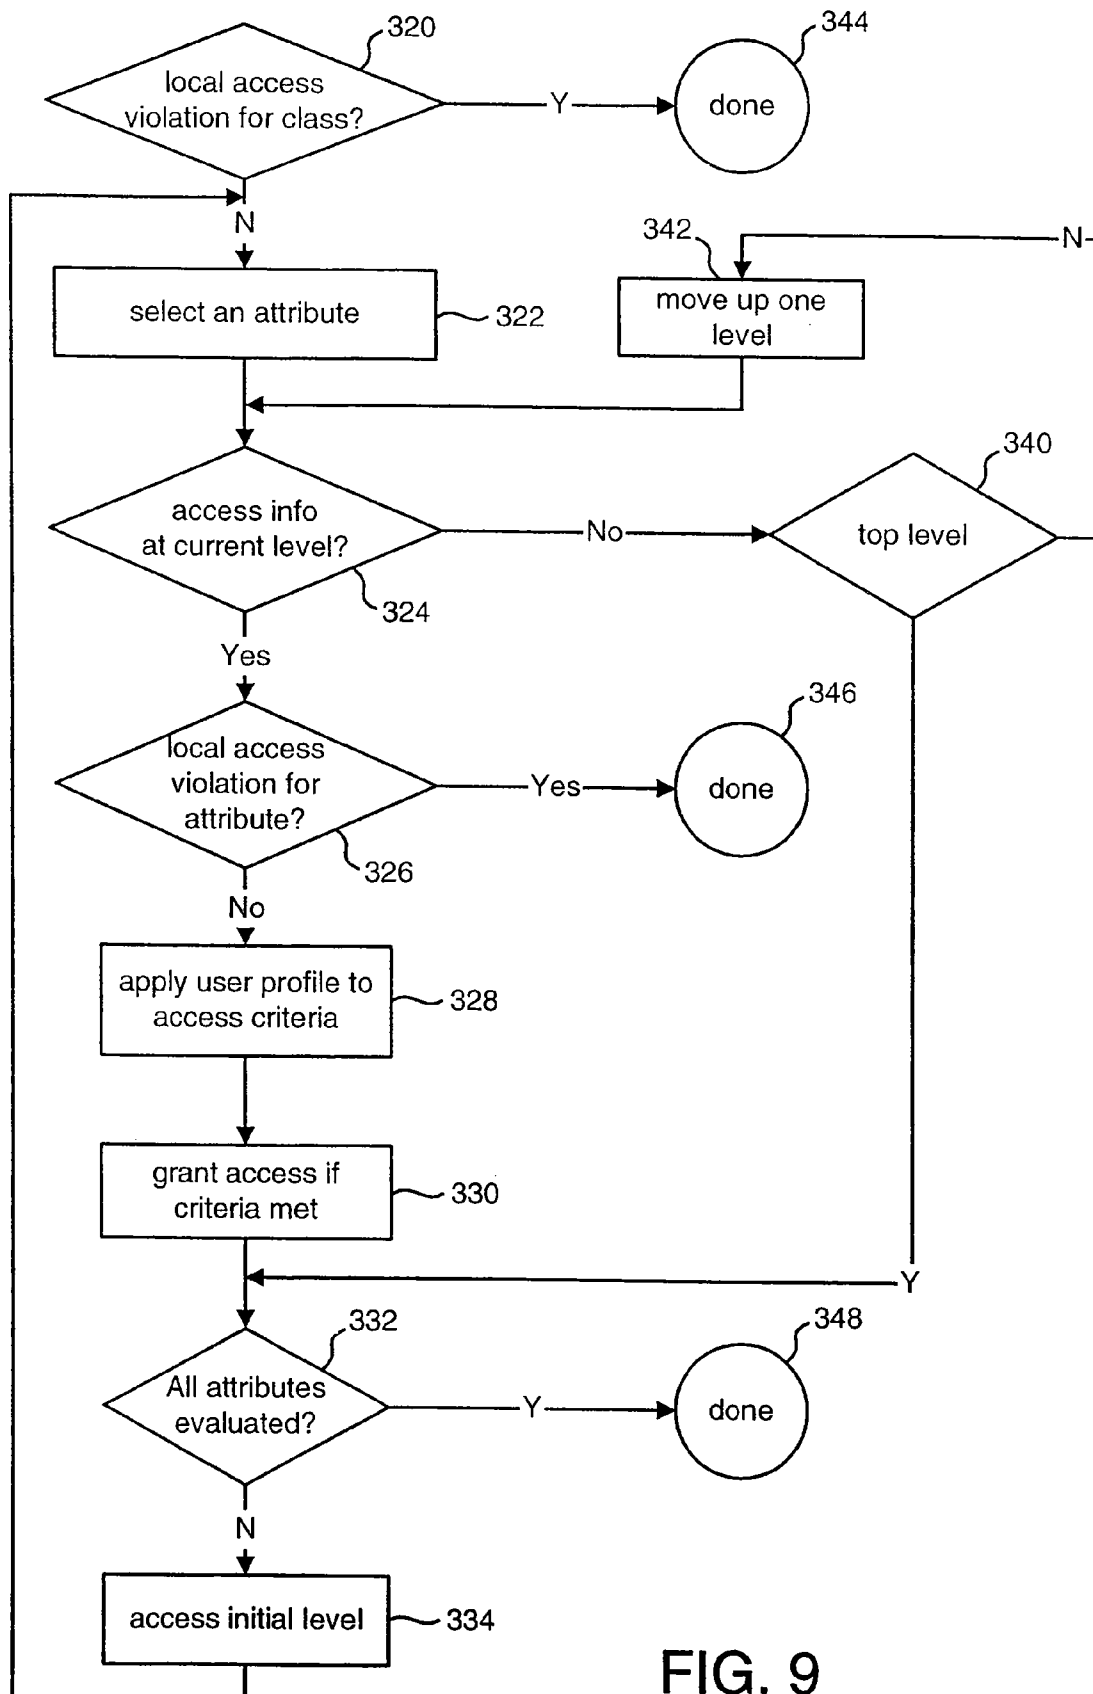 320
344
local access
violation for class?
Y
done
N
342
N
select an attribute
322
move up one
level
340
access info
at current level?
No
top level
324
Yes
346
local access
violation for
attribute?
Yes
done
326
No
apply user profile to
access criteria
328
grant access if
criteria met
330
Y
332
348
All attributes
evaluated?
Y
done
N
access initial level
334
FIG. 9